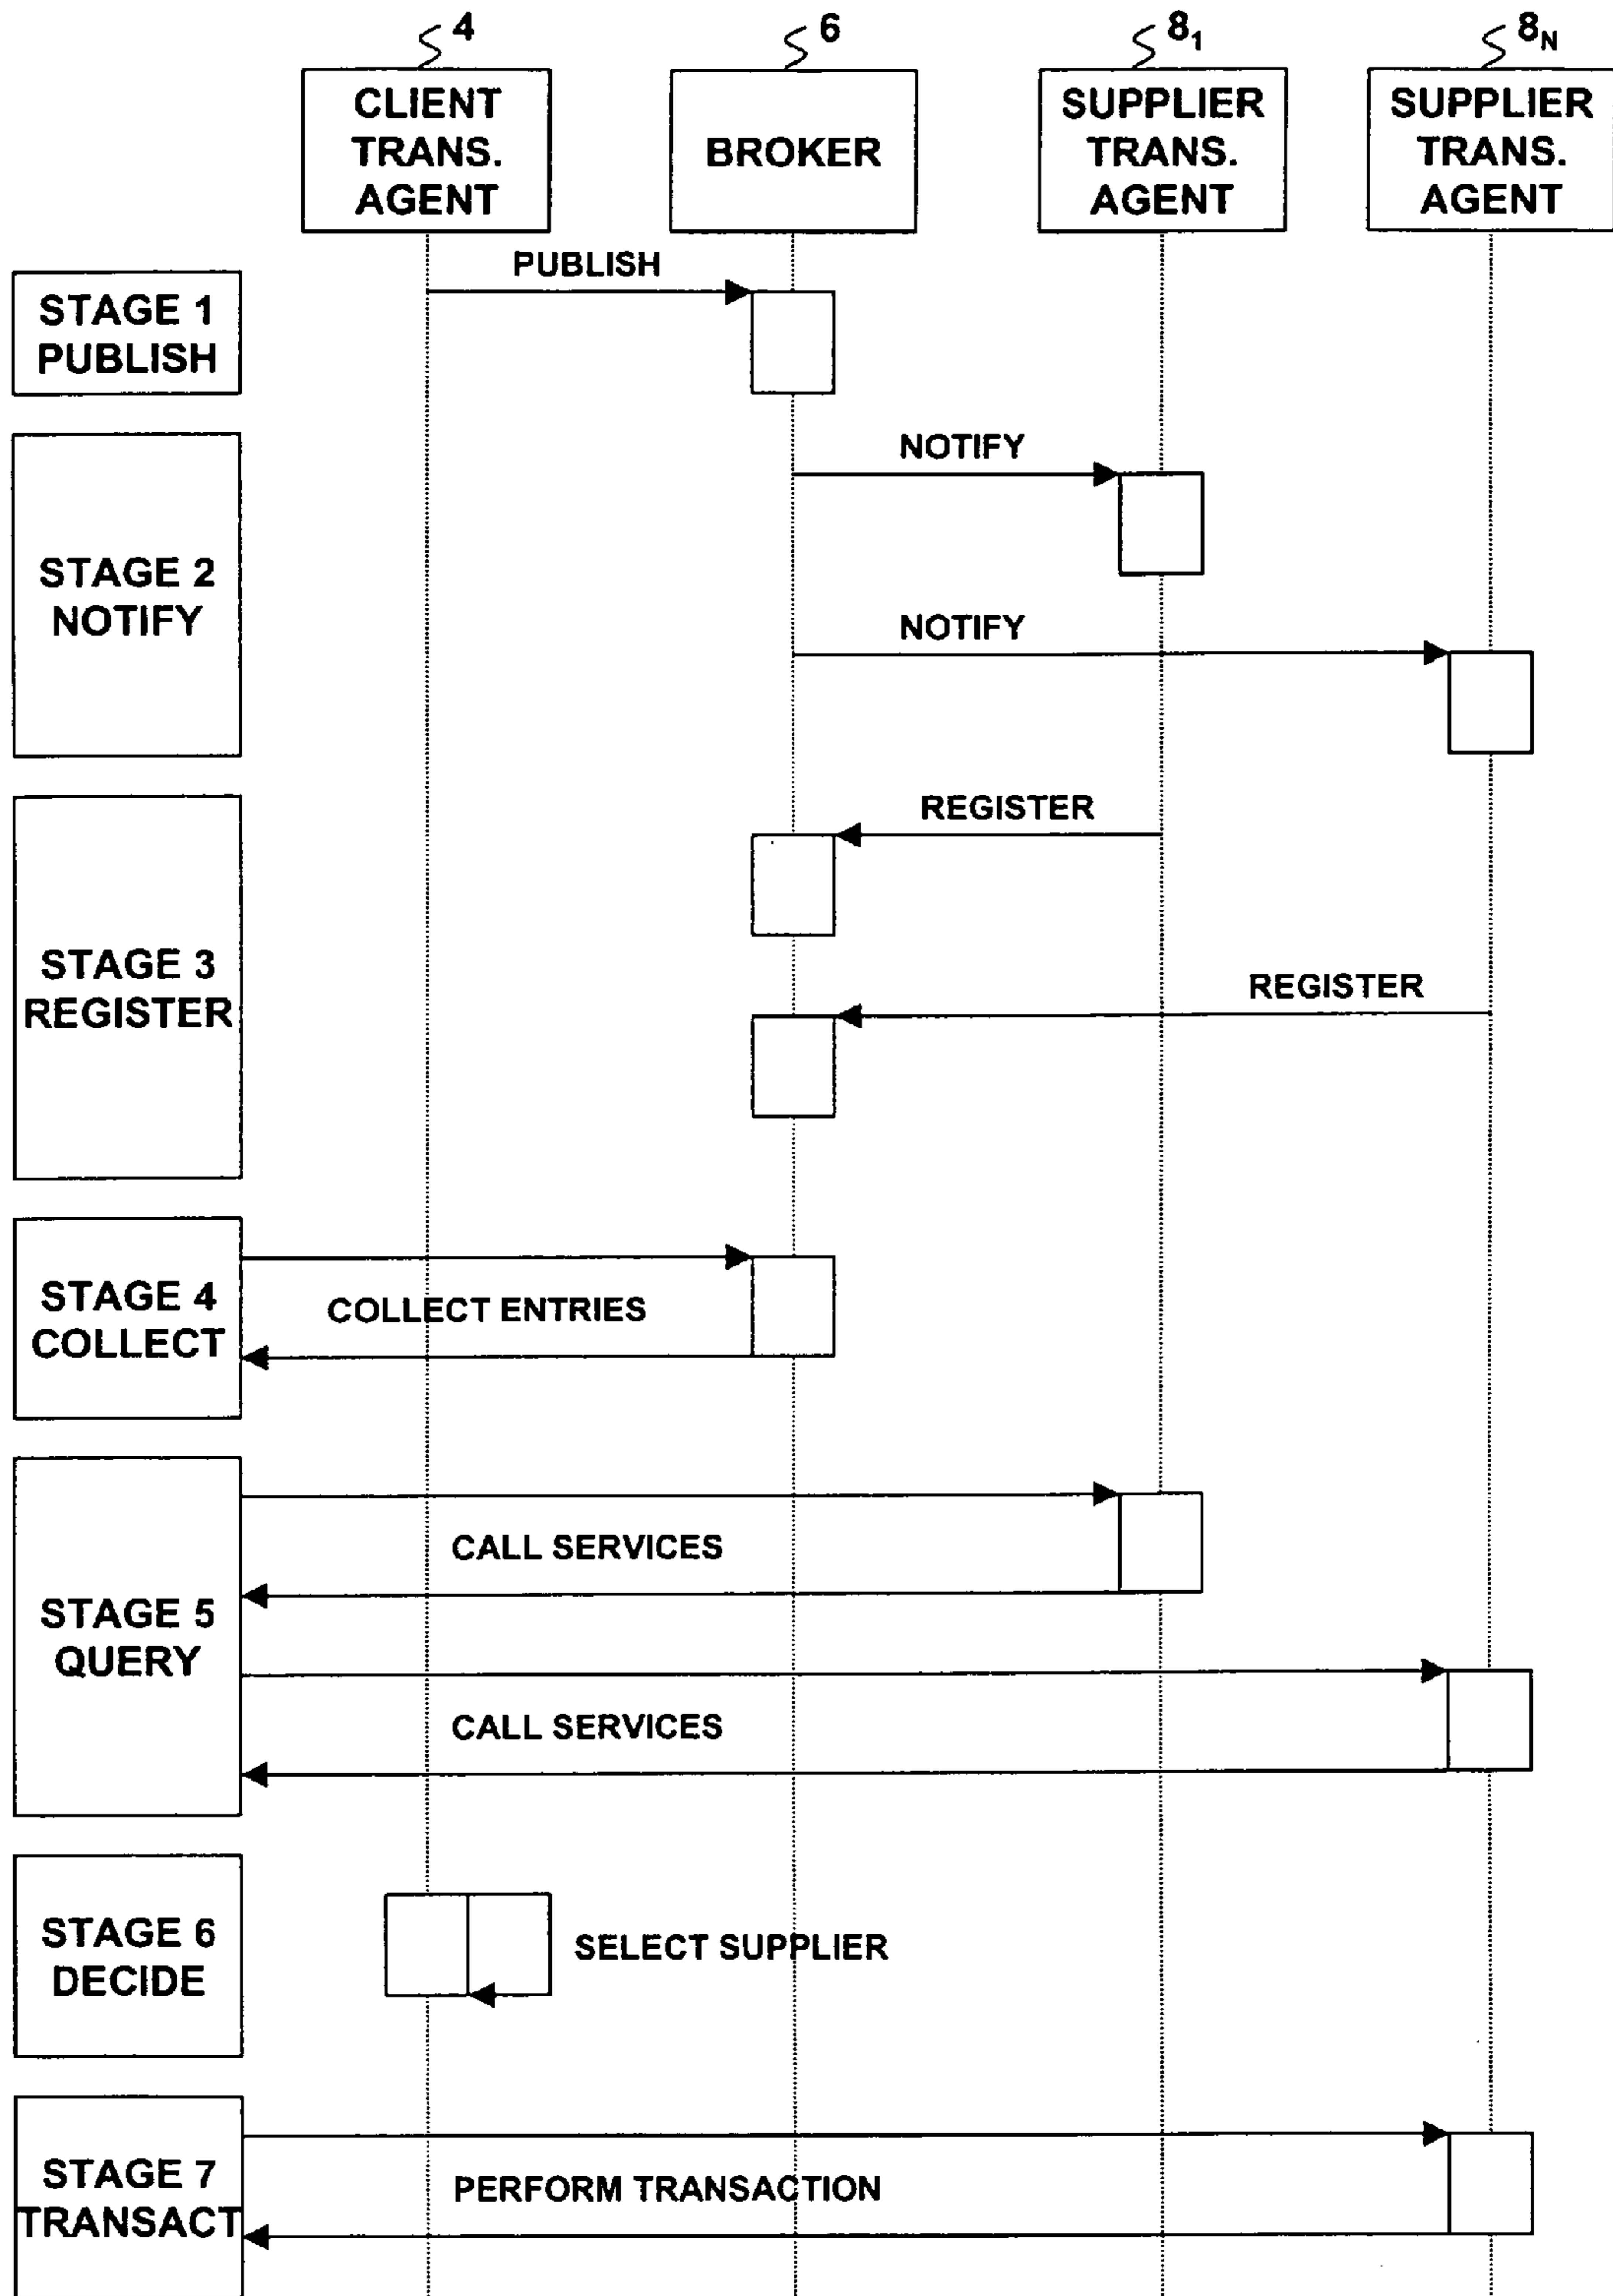 4
6
8₁
8N
CLIENT
TRANS.
AGENT
BROKER
SUPPLIER
TRANS.
AGENT
SUPPLIER
TRANS.
AGENT
PUBLISH
STAGE 1
PUBLISH
NOTIFY
STAGE 2
NOTIFY
NOTIFY
REGISTER
STAGE 3
REGISTER
REGISTER
STAGE 4
COLLECT
COLLECT ENTRIES
CALL SERVICES
STAGE 5
QUERY
CALL SERVICES
STAGE 6
DECIDE
SELECT SUPPLIER
STAGE 7
TRANSACT
PERFORM TRANSACTION